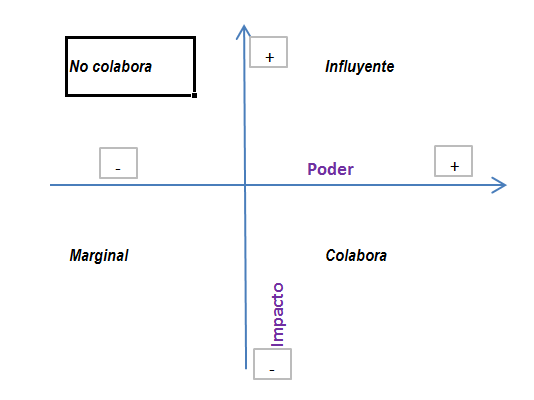 No colabora
+
Influyente
-
Poder
+
Marginal
Colabora
Impacto
-